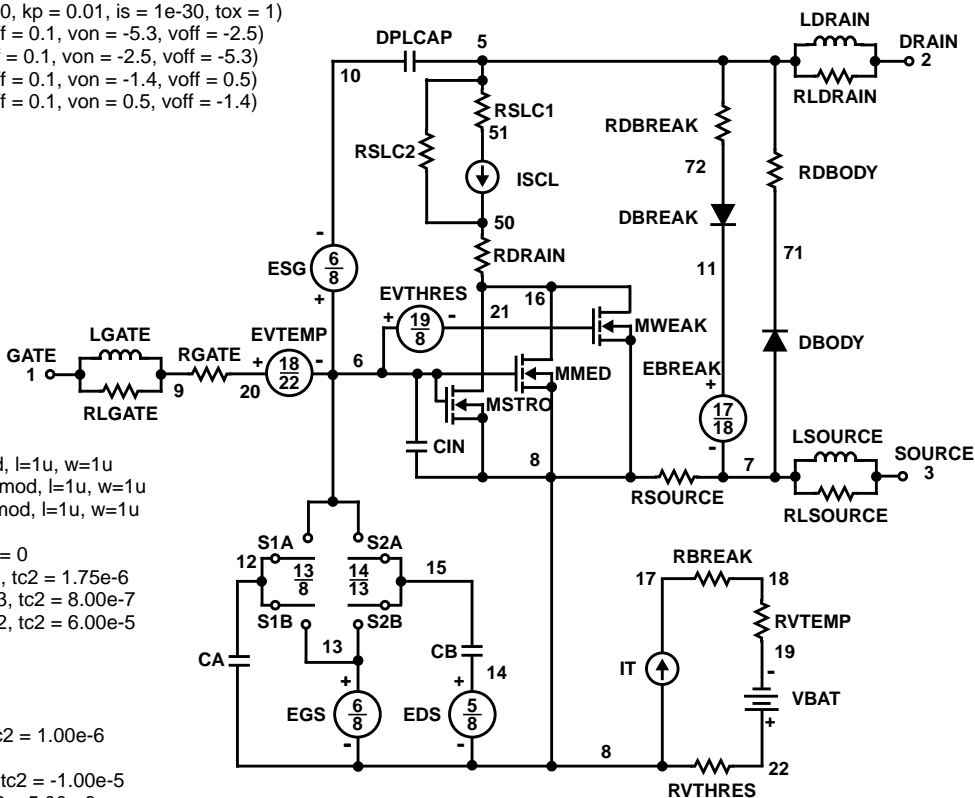 0, kp = 0.01, is = 1e-30, tox = 1)
ff = 0.1, von = -5.3, voff = -2.5)
= 0.1, von = -2.5, voff = -5.3)
ff = 0.1, von = -1.4, voff = 0.5)
ff = 0.1, von = 0.5, voff = -1.4)
DPLCAP
5
10
LDRAIN
DRAIN
2
RLDRAIN
RSLC1
51
RSLC2
ISCL
50
RDRAIN
RDBREAK
72
RDBODY
DBREAK
11
71
ESG
6
8
-
+
EVTHRES
+
19
8
-
21
16
MWEAK
LGATE
GATE
1
RLGATE
9
RGATE
20
EVTEMP
+
18
22
-
6
MMED
MSTRO
DBODY
EBREAK
+
17
18
-
CIN
8
RSOURCE
7
LSOURCE
SOURCE
3
RLSOURCE
d, l=1u, w=1u
mod, l=1u, w=1u
mod, l=1u, w=1u
= 0
, tc2 = 1.75e-6
3, tc2 = 8.00e-7
2, tc2 = 6.00e-5
S1A
S2A
12
13
8
14
13
15
S1B
S2B
13
CA
CB
14
EGS
+
6
8
-
EDS
+
5
8
-
8
RBREAK
17
18
RVTEMP
19
IT
-
VBAT
+
22
RVTHRES
c2 = 1.00e-6
tc2 = -1.00e-5